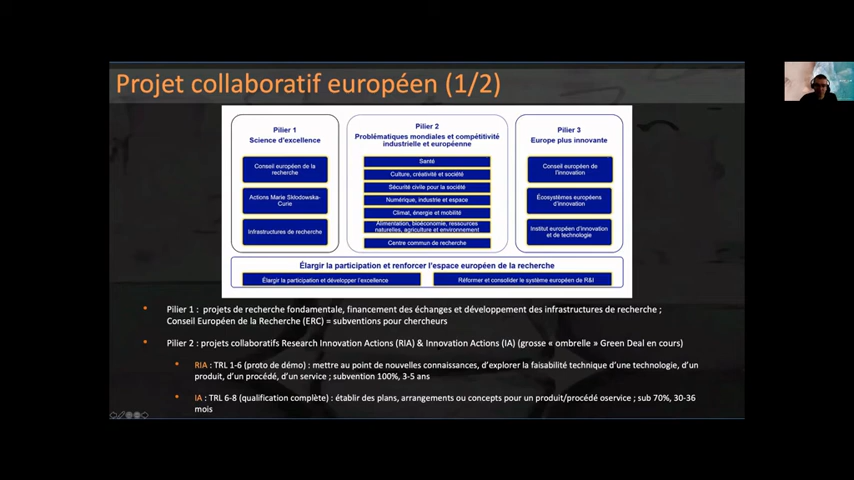 Projet collaboratif européen (1/2)
Pilier 1
Science d'excellence
Conseil européen de la
recherche
Actions Marie Skłodowska-
Curie
Infrastructures de recherche
Pilier 2
Problématiques mondiales et compétitivité
industrielle et européenne
Santé
Culture, créativité et société
Sécurité civile pour la société
Numérique, industrie et espace
Climat, énergie et mobilité
Alimentation, bioéconomie, ressources
naturelles, agriculture et environnement
Centre commun de recherche
Pilier 3
Europe plus innovante
Conseil européen de
l'innovation
Écosystèmes européens
d'innovation
Institut européen d'innovation
et de technologie
Élargir la participation et renforcer l'espace européen de la recherche
Élargir la participation et développer l'excellence
Réformer et consolider le système européen de R&I
• Pilier 1 : projets de recherche fondamentale, financement des échanges et développement des infrastructures de recherche ;
Conseil Européen de la Recherche (ERC) = subventions pour chercheurs
• Pilier 2 : projets collaboratifs Research Innovation Actions (RIA) & Innovation Actions (IA) (grosse « ombrelle » Green Deal en cours)
• RIA : TRL 1-6 (proto de démo) : mettre au point de nouvelles connaissances, d'explorer la faisabilité technique d'une technologie, d'un
produit, d'un procédé, d'un service ; subvention 100%, 3-5 ans
• IA : TRL 6-8 (qualification complète) : établir des plans, arrangements ou concepts pour un produit/procédé oservice ; sub 70%, 30-36
mois